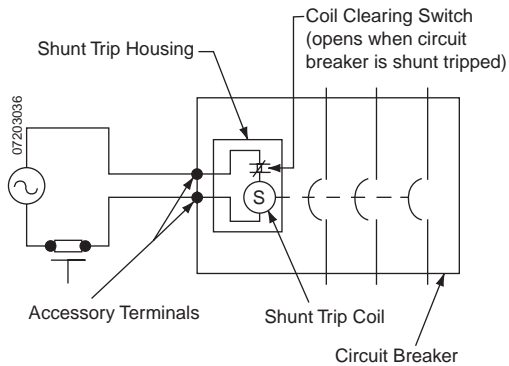 Coil Clearing Switch
(opens when circuit
breaker is shunt tripped)
Shunt Trip Housing
07203036
S
Accessory Terminals
Shunt Trip Coil
Circuit Breaker